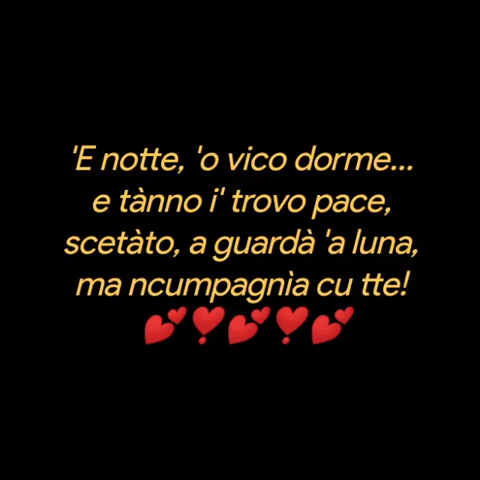 'E notte, 'o vico dorme...
e tànno i' trovo pace,
scetàto, a guardà 'a luna,
ma ncumpagnìa cu tte!
💕❣️💕❣️💕